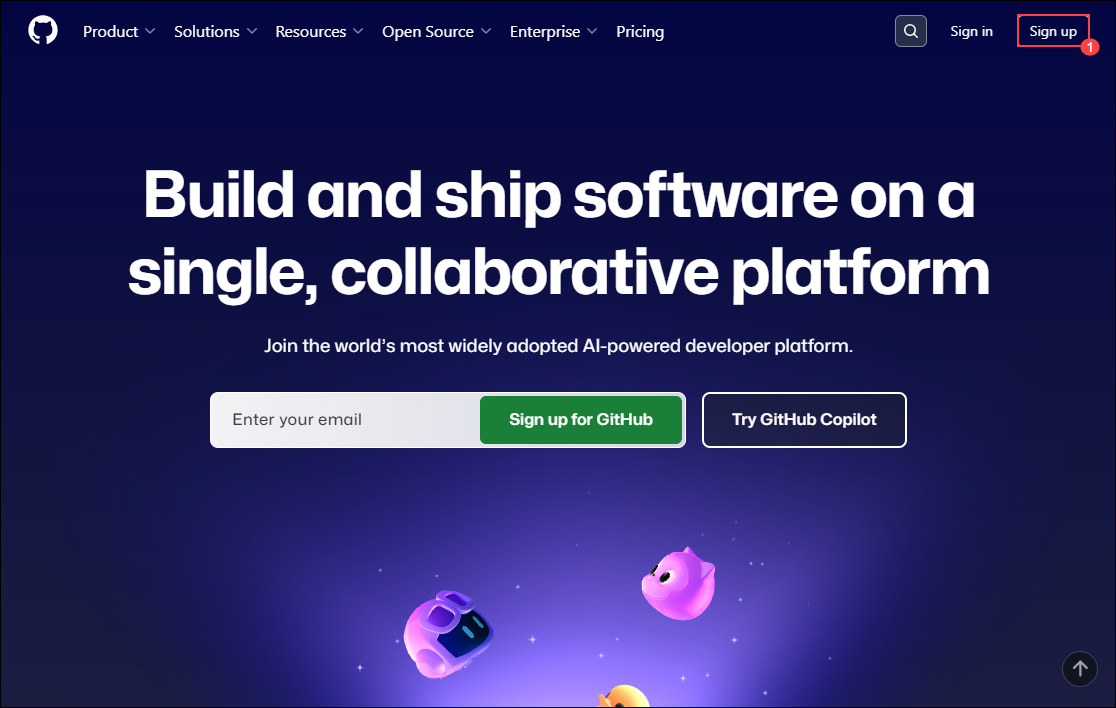 Product Solutions Resources Open Source Enterprise Pricing Sign in Sign up
1
Build and ship software on a
single, collaborative platform
Join the world’s most widely adopted AI-powered developer platform.
Enter your email Sign up for GitHub Try GitHub Copilot